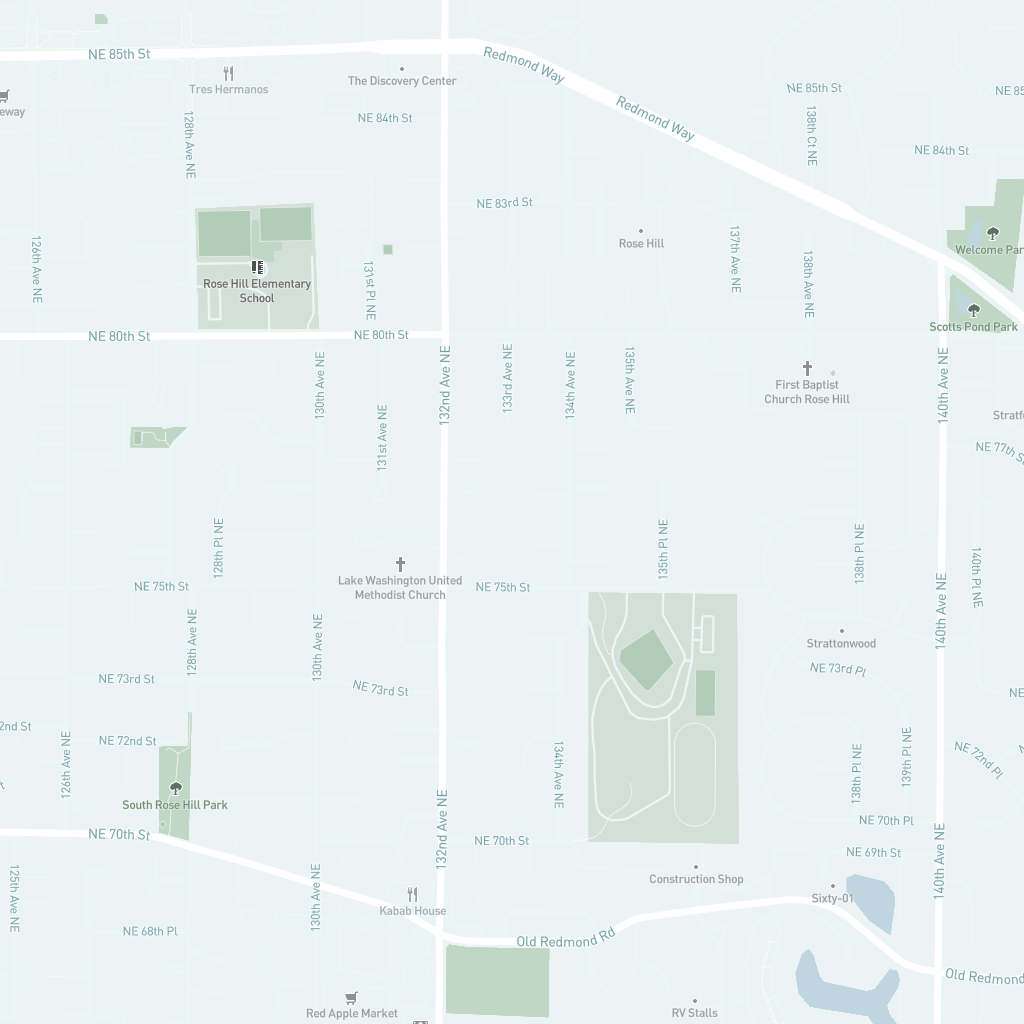 NE 85th St
Redmond Way
Tres Hermanos
The Discovery Center
Redmond Way
NE 85th St
NE 85
eway
NE 84th St
128th Ave NE
138th Ct NE
NE 84th St
NE 83rd St
Rose Hill
137th Ave NE
Welcome Par
126th Ave NE
131st Pl NE
138th Ave NE
Rose Hill Elementary
School
Scotts Pond Park
NE 80th St
NE 80th St
130th Ave NE
132nd Ave NE
133rd Ave NE
134th Ave NE
135th Ave NE
140th Ave NE
First Baptist
Church Rose Hill
131st Ave NE
Stratfo
NE 77th St
128th Pl NE
135th Pl NE
138th Pl NE
140th Pl NE
Lake Washington United
Methodist Church
NE 75th St
NE 75th St
140th Ave NE
128th Ave NE
130th Ave NE
Strattonwood
NE 73rd St
NE 73rd St
NE 73rd Pl
NE
2nd St
NE 72nd St
126th Ave NE
134th Ave NE
138th Pl NE
139th Pl NE
NE 72nd Pl
South Rose Hill Park
132nd Ave NE
NE 70th Pl
NE 70th St
NE 70th St
NE 69th St
140th Ave NE
125th Ave NE
130th Ave NE
Construction Shop
Sixty-01
Kabab House
NE 68th Pl
Old Redmond Rd
Old Redmond
Red Apple Market
RV Stalls